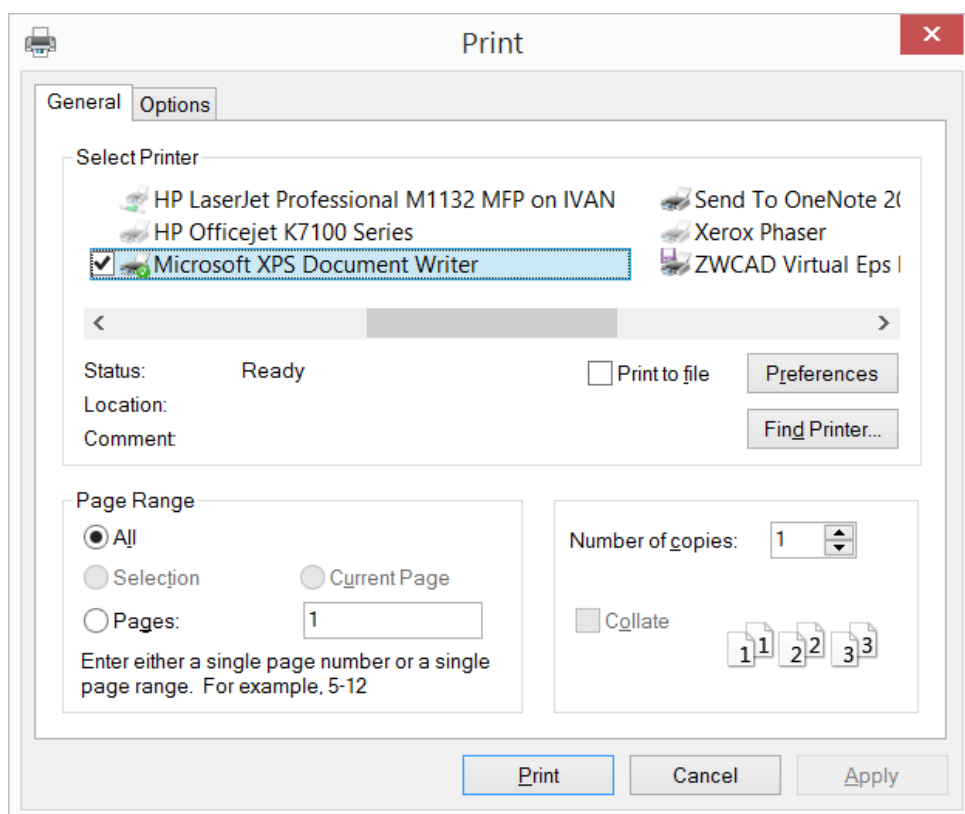 Print
General Options
Select Printer
HP LaserJet Professional M1132 MFP on IVAN Send To OneNote 20
HP Officejet K7100 Series Xerox Phaser
Microsoft XPS Document Writer ZWCAD Virtual Eps
Status: Ready Print to file Preferences
Location:
Comment: Find Printer...
Page Range
All Number of copies: 1
Selection Current Page
Pages: 1 Collate
1 1 2 2 3 3
Enter either a single page number or a single
page range. For example, 5-12
Print Cancel Apply